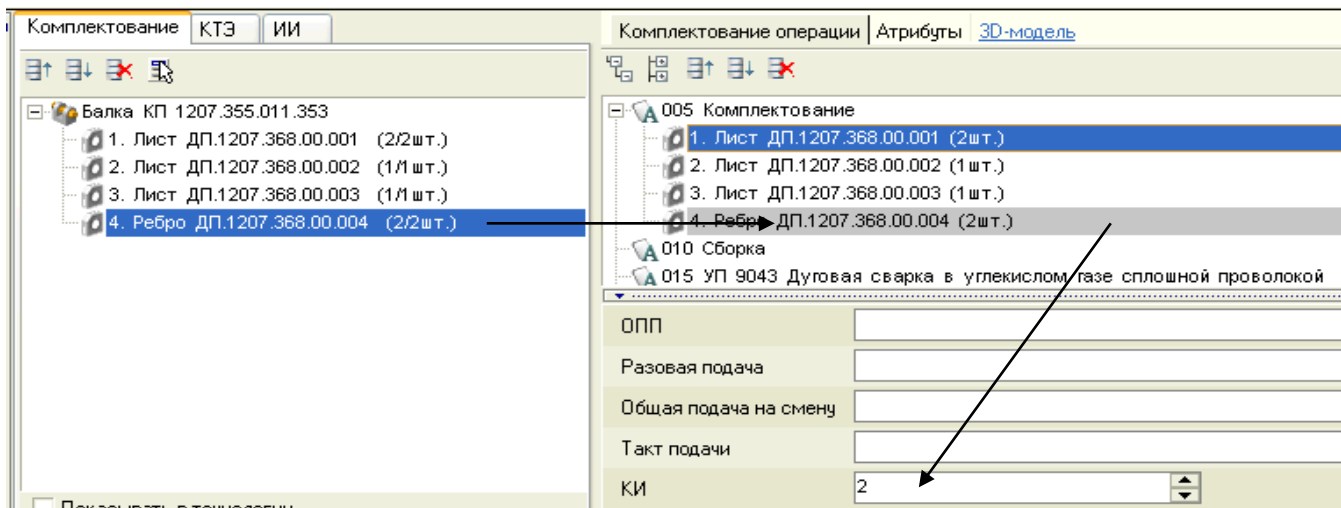 Комплектование КТЭ ИИ
Балка КП 1207.355.011.353
1. Лист ДП.1207.368.00.001 (2/2шт.)
2. Лист ДП.1207.368.00.002 (1/1шт.)
3. Лист ДП.1207.368.00.003 (1/1шт.)
4. Ребро ДП.1207.368.00.004 (2/2шт.)
Показывать в технологии
Комплектование операции Атрибуты 3D-модель
005 Комплектование
1. Лист ДП.1207.368.00.001 (2шт.)
2. Лист ДП.1207.368.00.002 (1шт.)
3. Лист ДП.1207.368.00.003 (1шт.)
4. Ребро ДП.1207.368.00.004 (2шт.)
010 Сборка
015 УП 9043 Дуговая сварка в углекислом газе сплошной проволокой
ОПП
Разовая подача
Общая подача на смену
Такт подачи
КИ 2